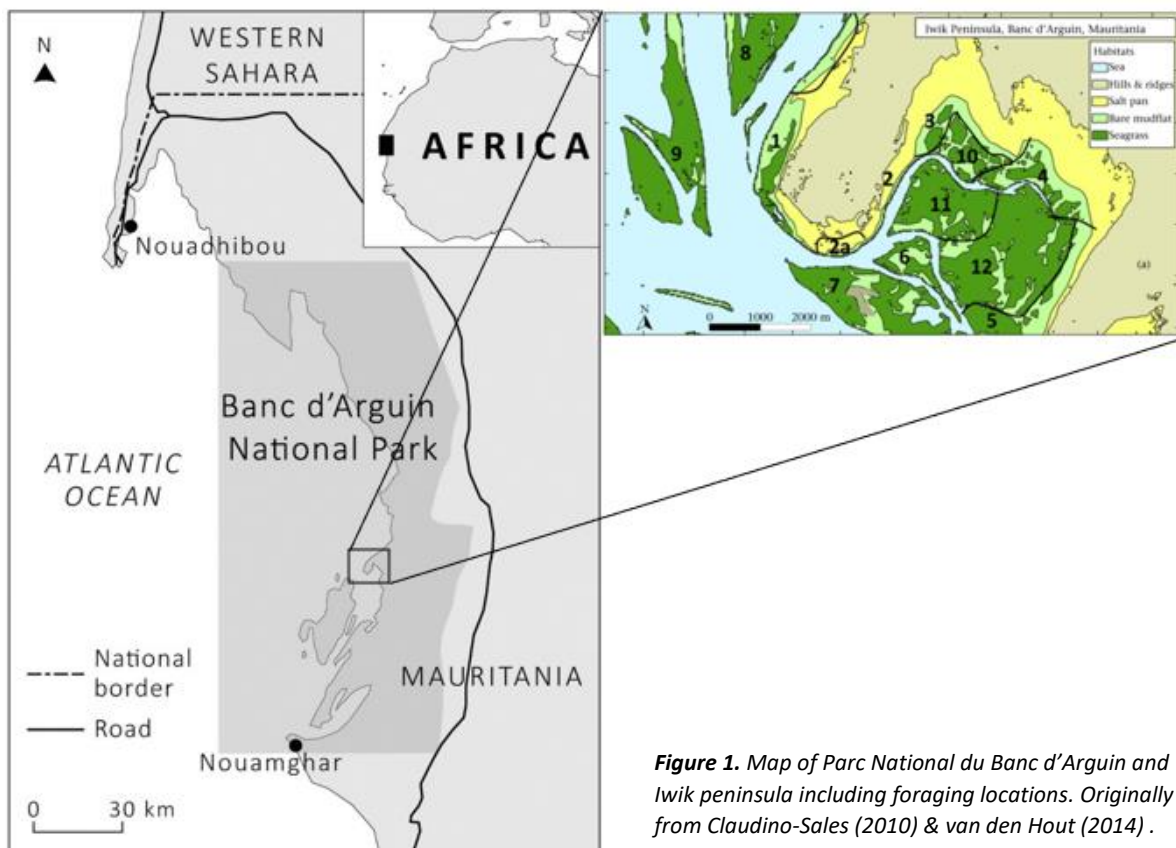 N
WESTERN
SAHARA
AFRICA
Nouadhibou
Banc d'Arguin
National Park
ATLANTIC
OCEAN
MAURITANIA
National
border
Road
Nouamghar
0 30 km
Iwik Peninsula, Banc d'Arguin, Mauritania
Habitats
Sea
Hills & ridges
Salt pan
Bare mudflat
Seagrass
8
9
1
3
10
2
4
11
2a
6
12
7
5
(a)
N
0 1000 2000 m
Figure 1. Map of Parc National du Banc d'Arguin and
Iwik peninsula including foraging locations. Originally
from Claudino-Sales (2010) & van den Hout (2014) .